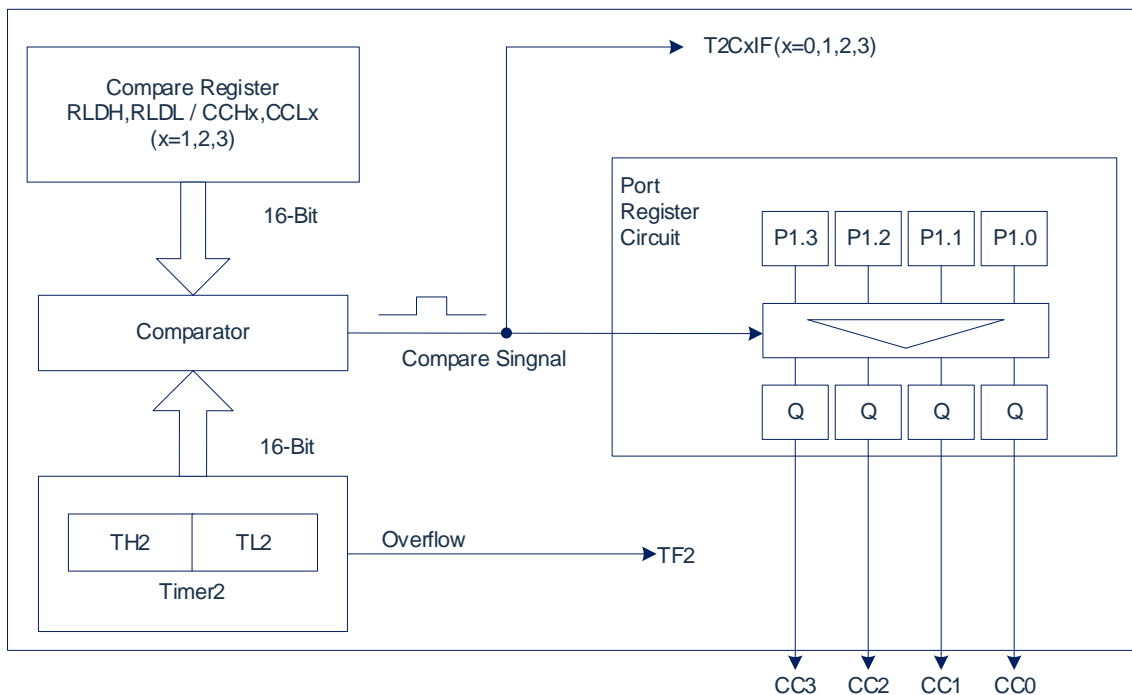 T2CxIF(x=0,1,2,3)
Compare Register
RLDH,RLDL / CCHx,CCLx
(x=1,2,3)
16-Bit
Port
Register
Circuit
P1.3 P1.2 P1.1 P1.0
Comparator
Compare Singnal
Q Q Q Q
16-Bit
TH2 TL2
Timer2
Overflow
TF2
CC3 CC2 CC1 CC0